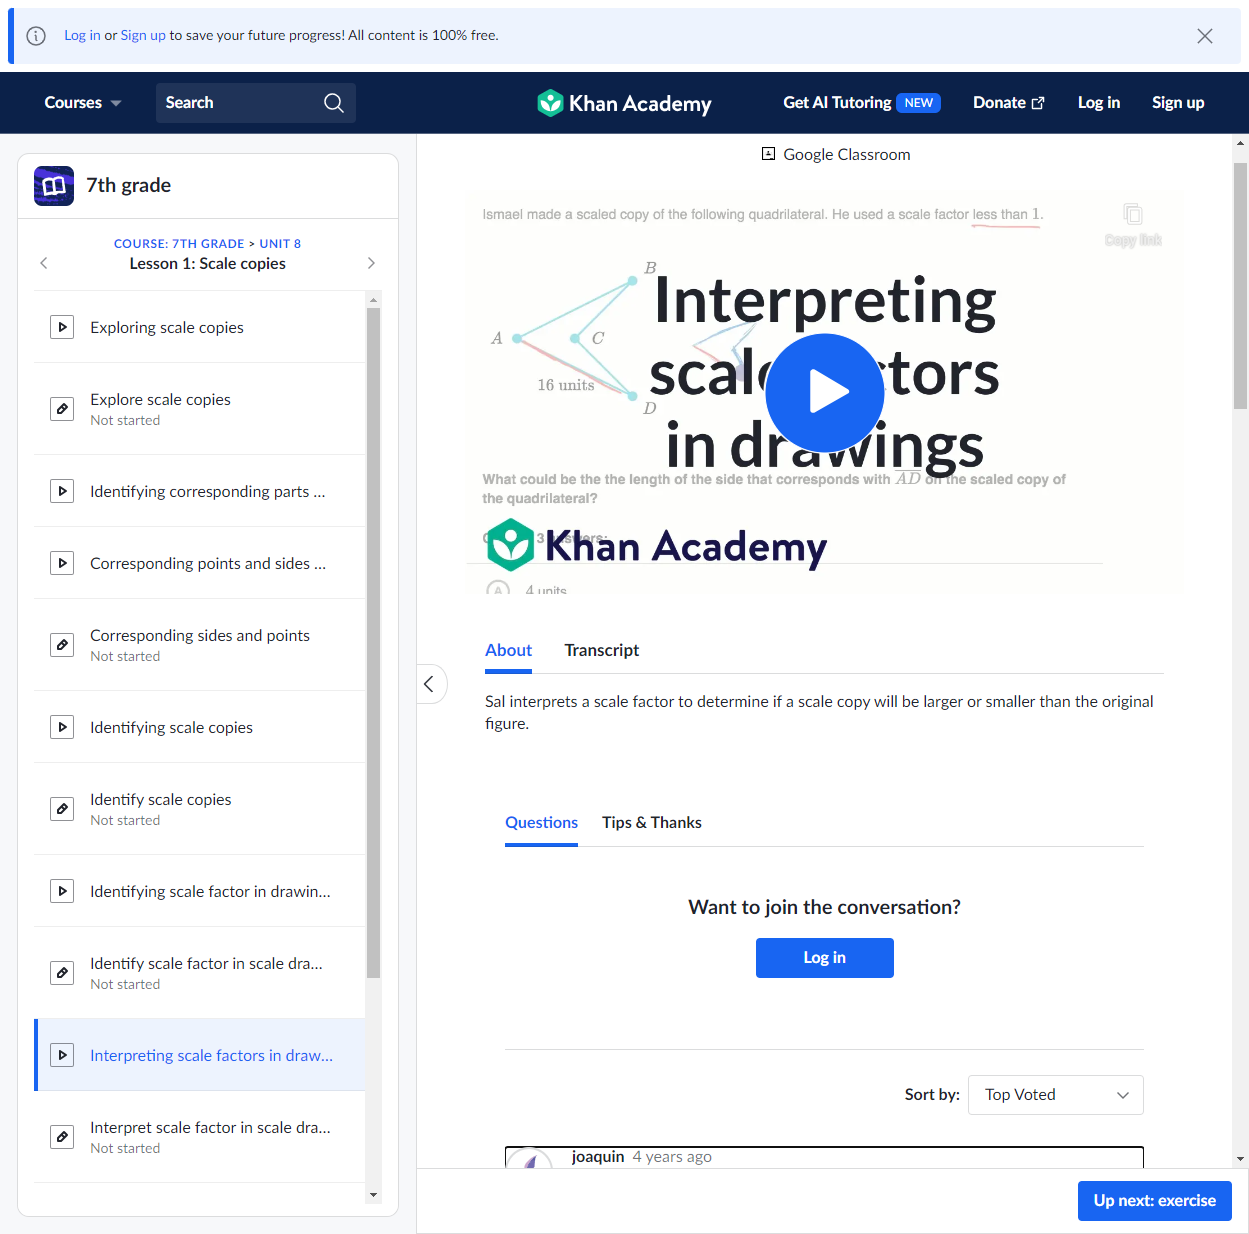 Log in or Sign up to save your future progress! All content is 100% free.
Courses
Search
Khan Academy
Get AI Tutoring NEW
Donate
Log in
Sign up
7th grade
COURSE: 7TH GRADE > UNIT 8
Lesson 1: Scale copies
Exploring scale copies
Explore scale copies
Not started
Identifying corresponding parts ...
Corresponding points and sides ...
Corresponding sides and points
Not started
Identifying scale copies
Identify scale copies
Not started
Identifying scale factor in drawin...
Identify scale factor in scale dra...
Not started
Interpreting scale factors in draw...
Interpret scale factor in scale dra...
Not started
Google Classroom
Ismael made a scaled copy of the following quadrilateral. He used a scale factor less than 1.
Copy link
B
A
C
16 units
D
Interpreting
scale factors
in drawings
What could be the the length of the side that corresponds with AD on the scaled copy of
the quadrilateral?
3 answers:
Khan Academy
A 4 units
About
Transcript
Sal interprets a scale factor to determine if a scale copy will be larger or smaller than the original
figure.
Questions
Tips & Thanks
Want to join the conversation?
Log in
Sort by:
Top Voted
joaquin 4 years ago
Up next: exercise